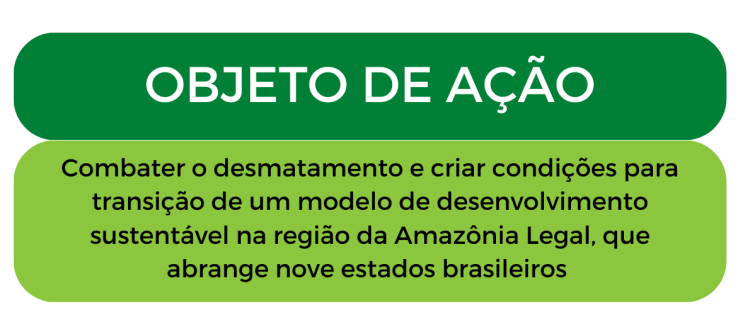 OBJETO DE AÇÃO
Combater o desmatamento e criar condições para
transição de um modelo de desenvolvimento
sustentável na região da Amazônia Legal, que
abrange nove estados brasileiros